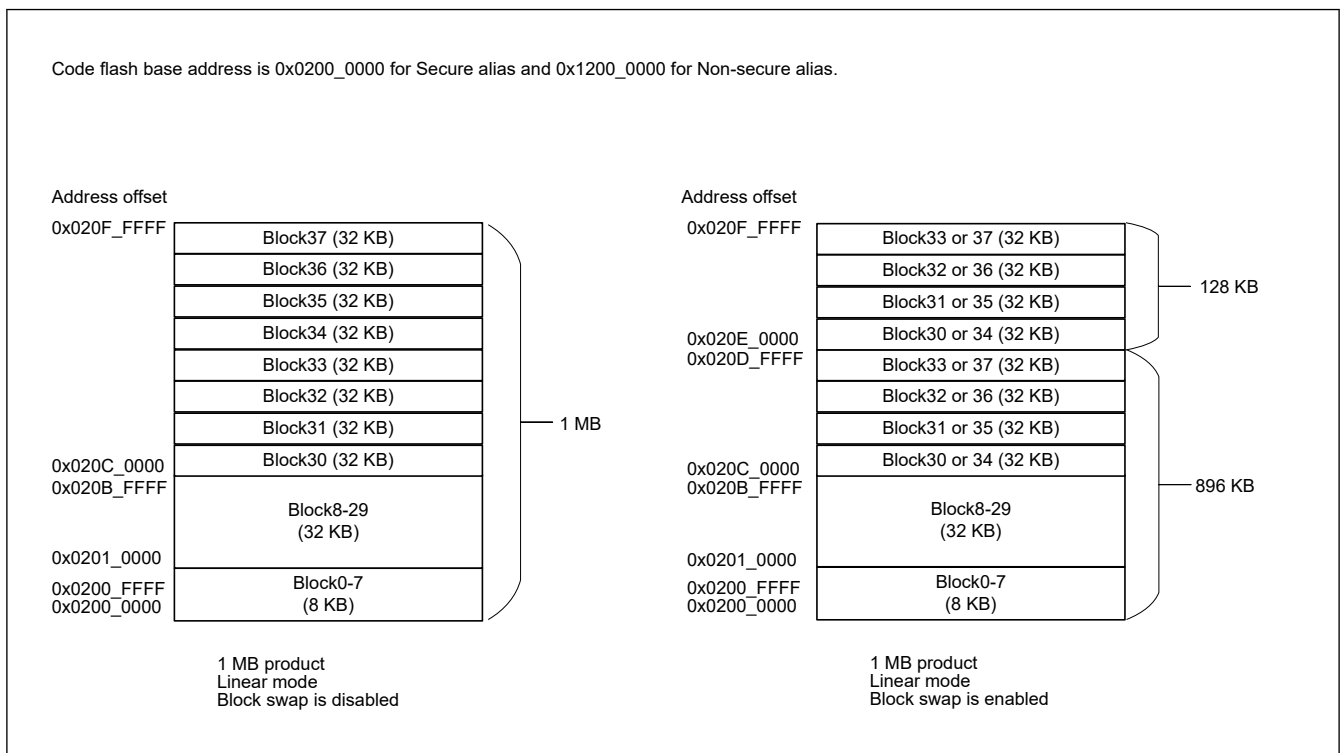 Code flash base address is 0x0200_0000 for Secure alias and 0x1200_0000 for Non-secure alias.
Address offset
0x020F_FFFF
Block37 (32 KB)
Block36 (32 KB)
Block35 (32 KB)
Block34 (32 KB)
Block33 (32 KB)
Block32 (32 KB)
Block31 (32 KB)
Block30 (32 KB)
0x020C_0000
0x020B_FFFF
Block8-29
(32 KB)
0x0201_0000
0x0200_FFFF
0x0200_0000
Block0-7
(8 KB)
1 MB
1 MB product
Linear mode
Block swap is disabled
Address offset
0x020F_FFFF
Block33 or 37 (32 KB)
Block32 or 36 (32 KB)
Block31 or 35 (32 KB)
Block30 or 34 (32 KB)
128 KB
0x020E_0000
0x020D_FFFF
Block33 or 37 (32 KB)
Block32 or 36 (32 KB)
Block31 or 35 (32 KB)
Block30 or 34 (32 KB)
0x020C_0000
0x020B_FFFF
Block8-29
(32 KB)
896 KB
0x0201_0000
0x0200_FFFF
0x0200_0000
Block0-7
(8 KB)
1 MB product
Linear mode
Block swap is enabled